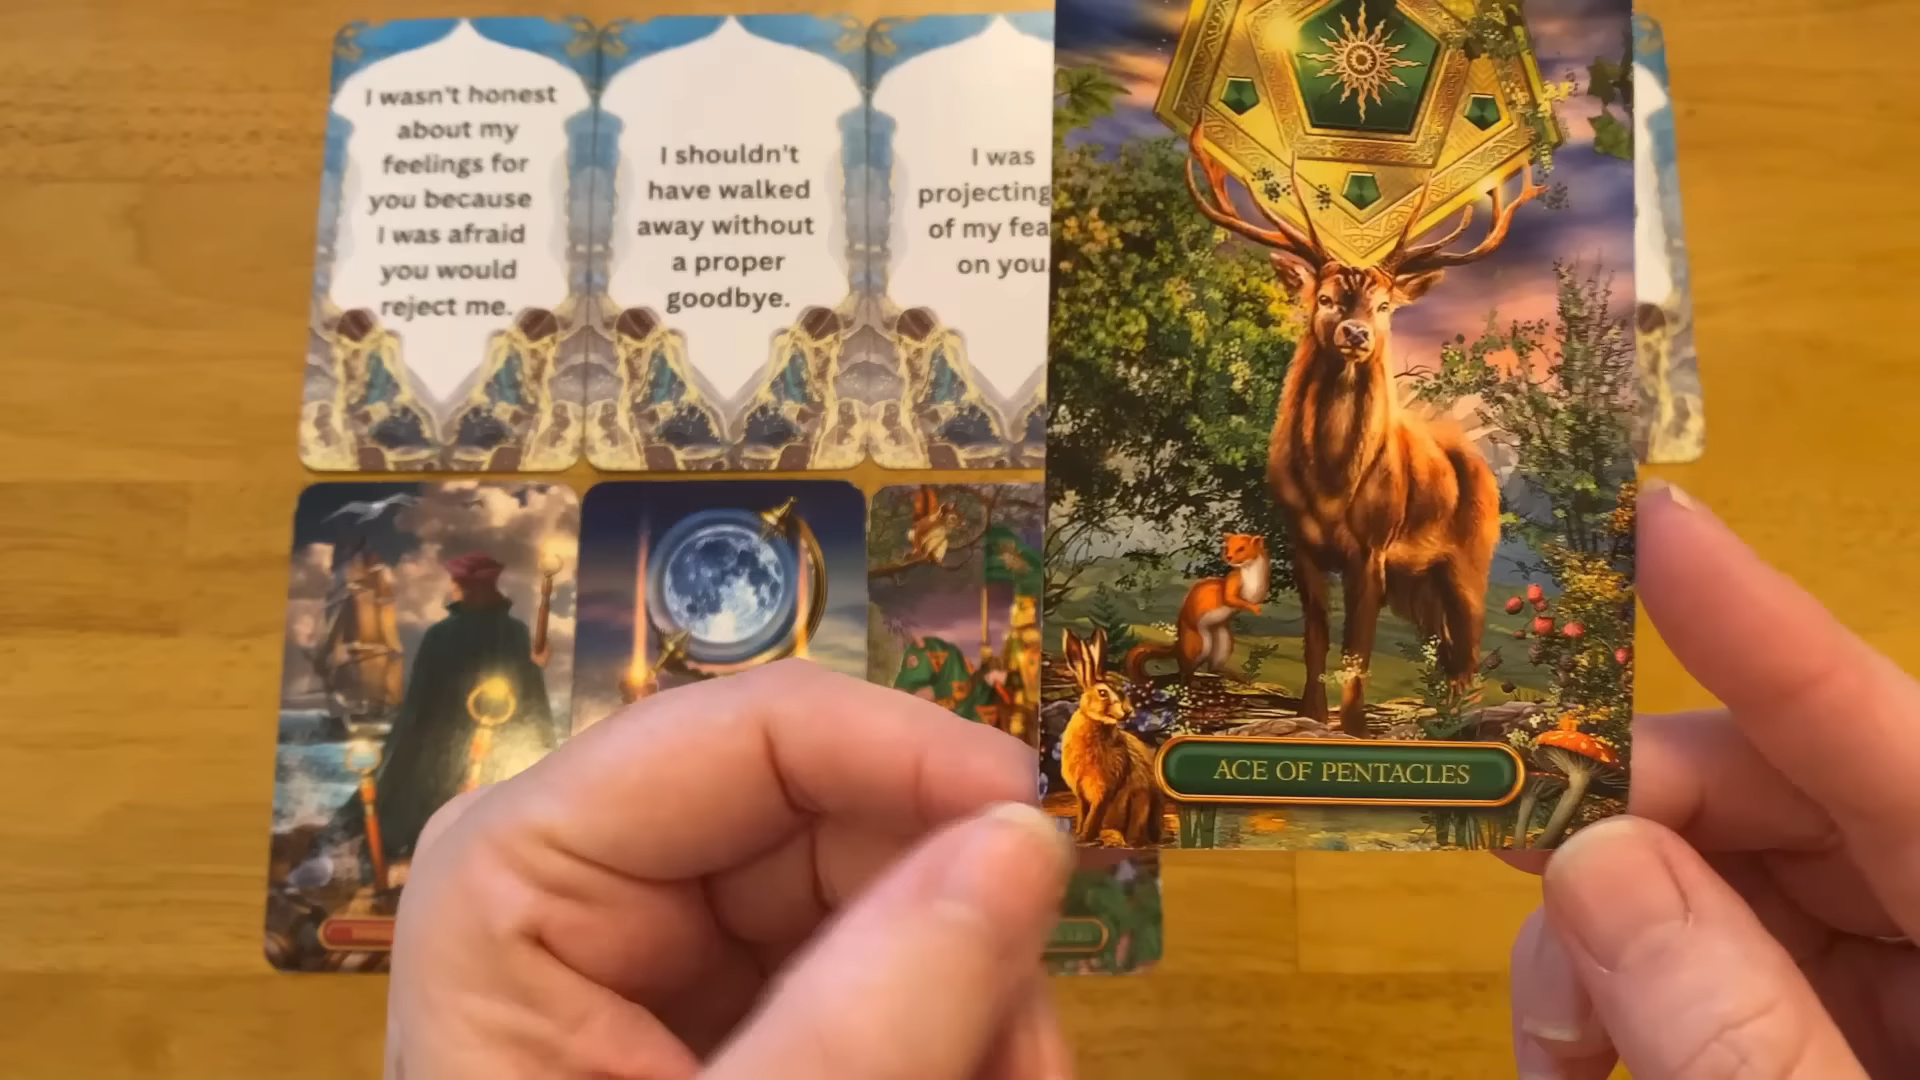 I wasn't honest
about my
feelings for
you because
I was afraid
you would
reject me.
I shouldn't
have walked
away without
a proper
goodbye.
I was
projecting
of my fea
on you.
ACE OF PENTACLES